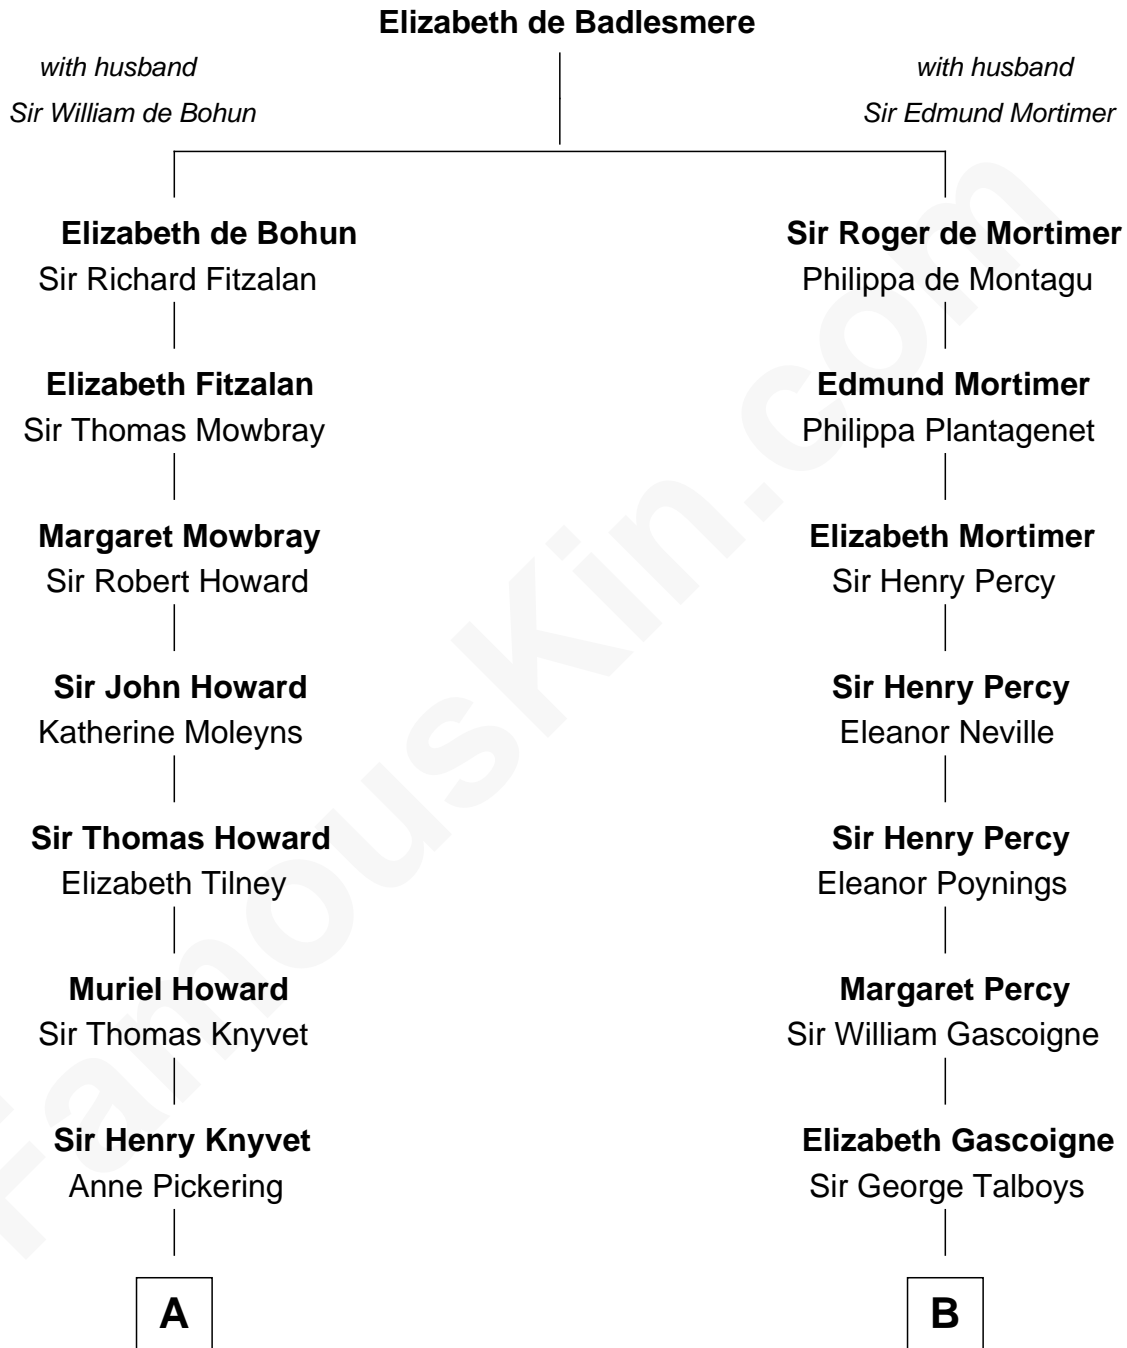 Elizabeth de Badlesmere
with husband
Sir William de Bohun
with husband
Sir Edmund Mortimer
Elizabeth de Bohun
Sir Richard Fitzalan
Elizabeth Fitzalan
Sir Thomas Mowbray
Margaret Mowbray
Sir Robert Howard
Sir John Howard
Katherine Moleyns
Sir Thomas Howard
Elizabeth Tilney
Muriel Howard
Sir Thomas Knyvet
Sir Henry Knyvet
Anne Pickering
A
Sir Roger de Mortimer
Philippa de Montagu
Edmund Mortimer
Philippa Plantagenet
Elizabeth Mortimer
Sir Henry Percy
Sir Henry Percy
Eleanor Neville
Sir Henry Percy
Eleanor Poynings
Margaret Percy
Sir William Gascoigne
Elizabeth Gascoigne
Sir George Talboys
B
FamousKin.com